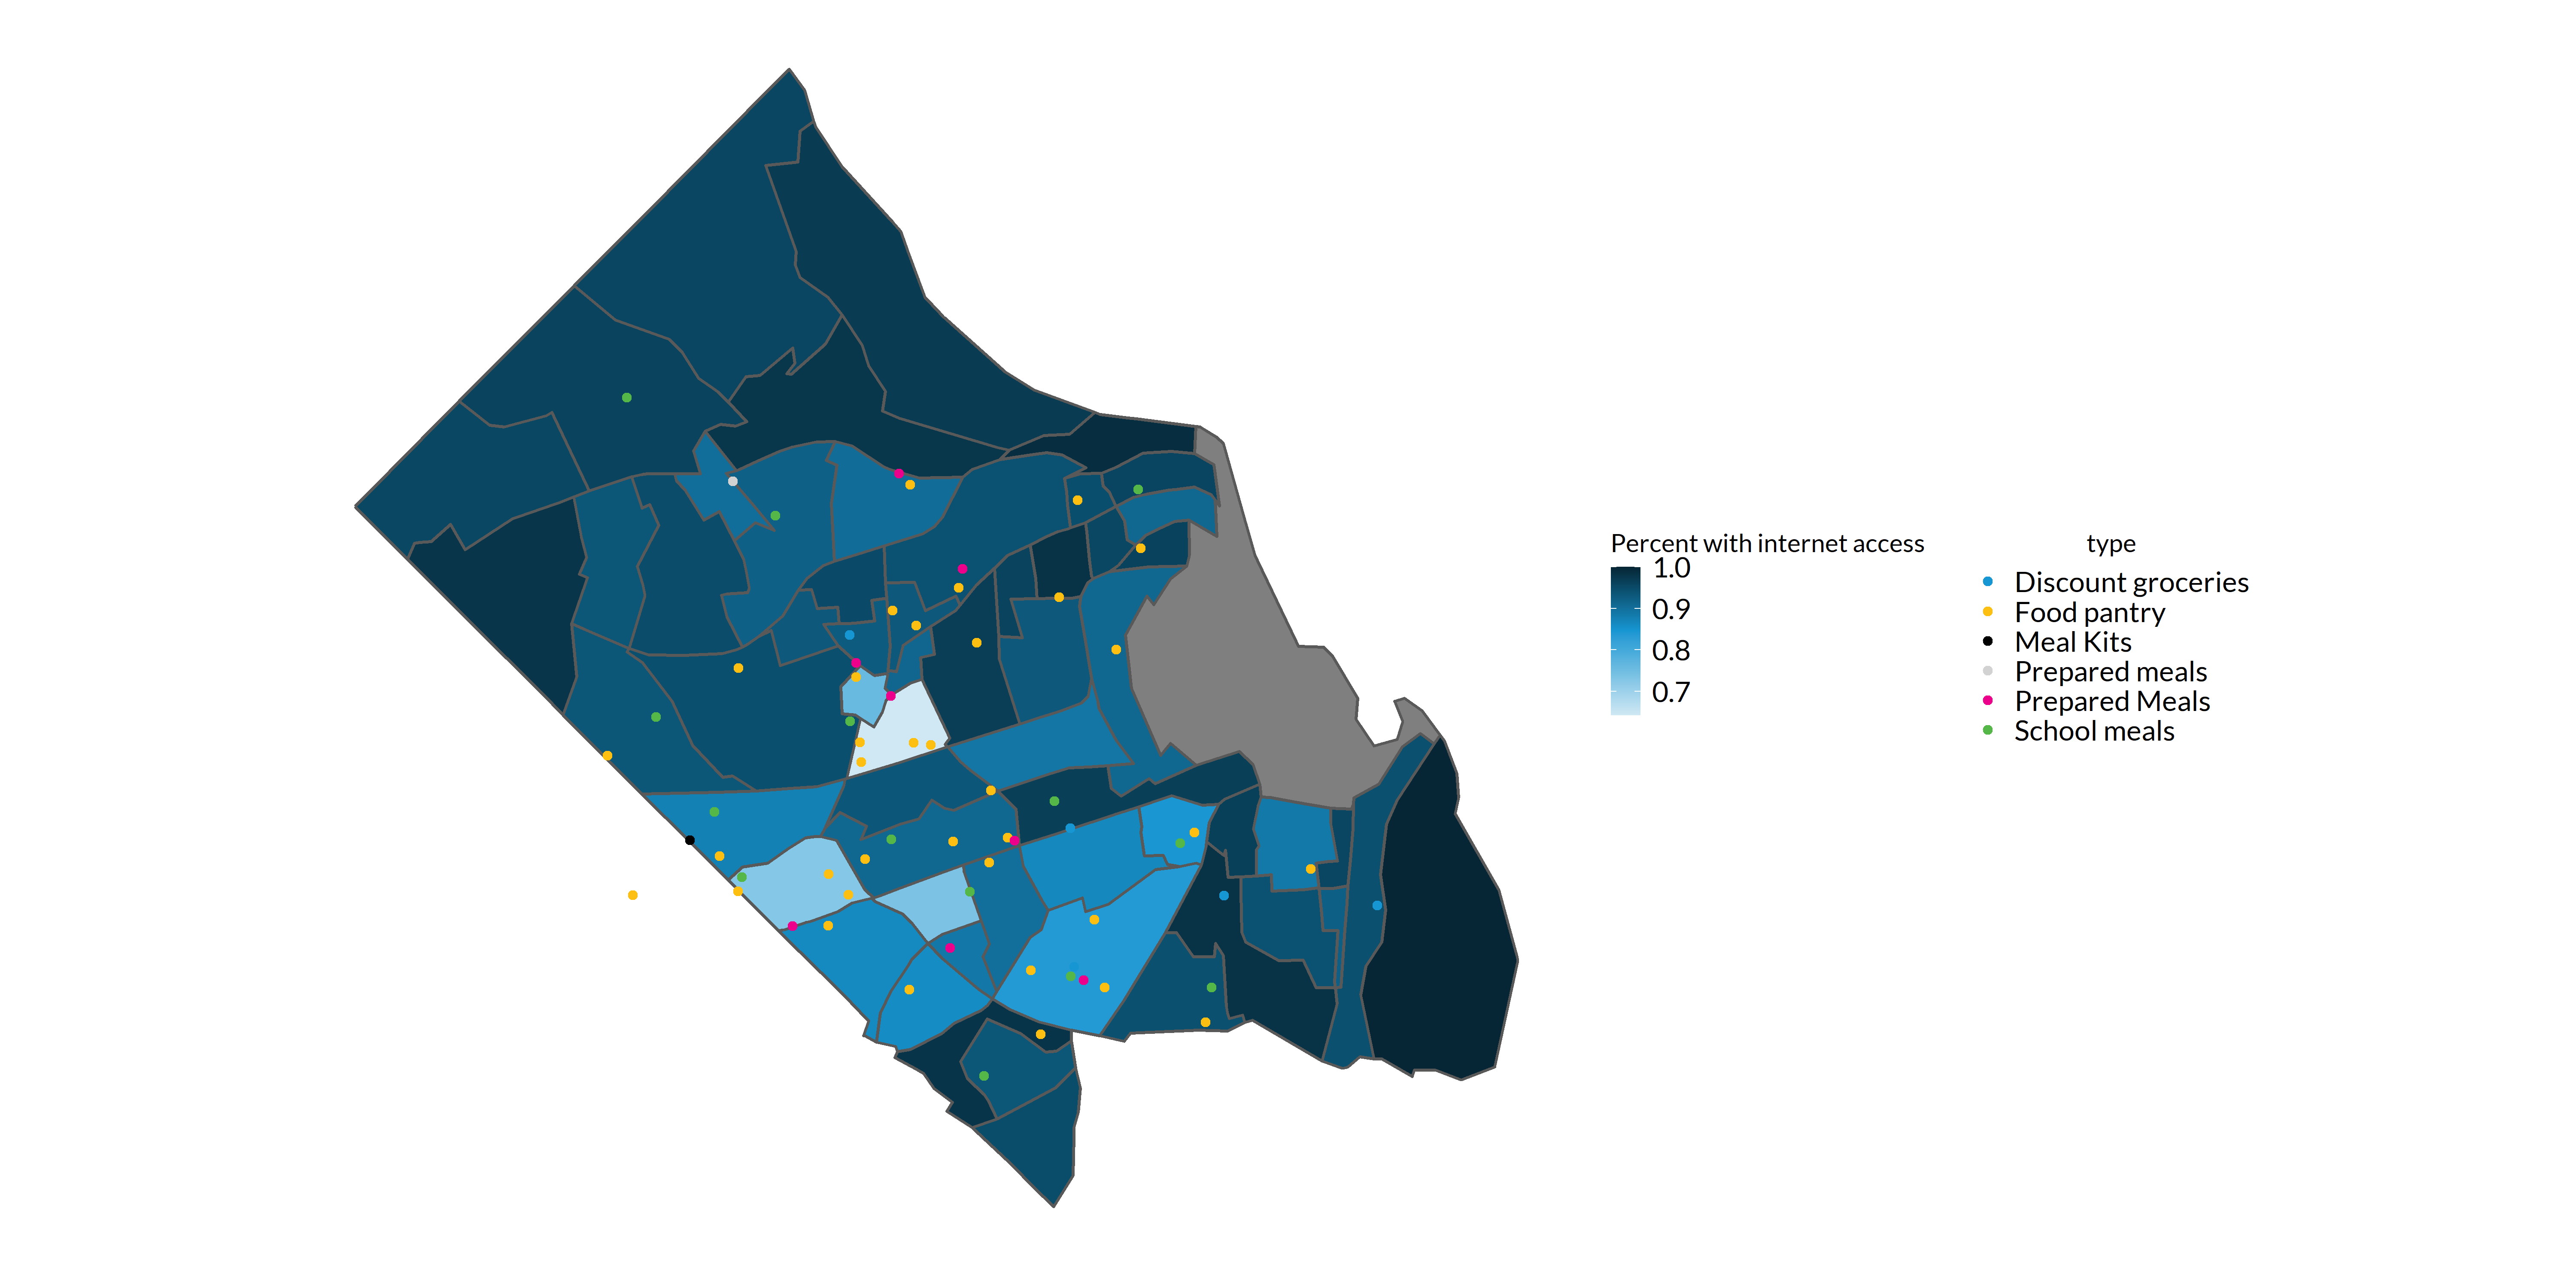 Percent with internet access
1.0
0.9
0.8
0.7
type
Discount groceries
Food pantry
Meal Kits
Prepared meals
Prepared Meals
School meals